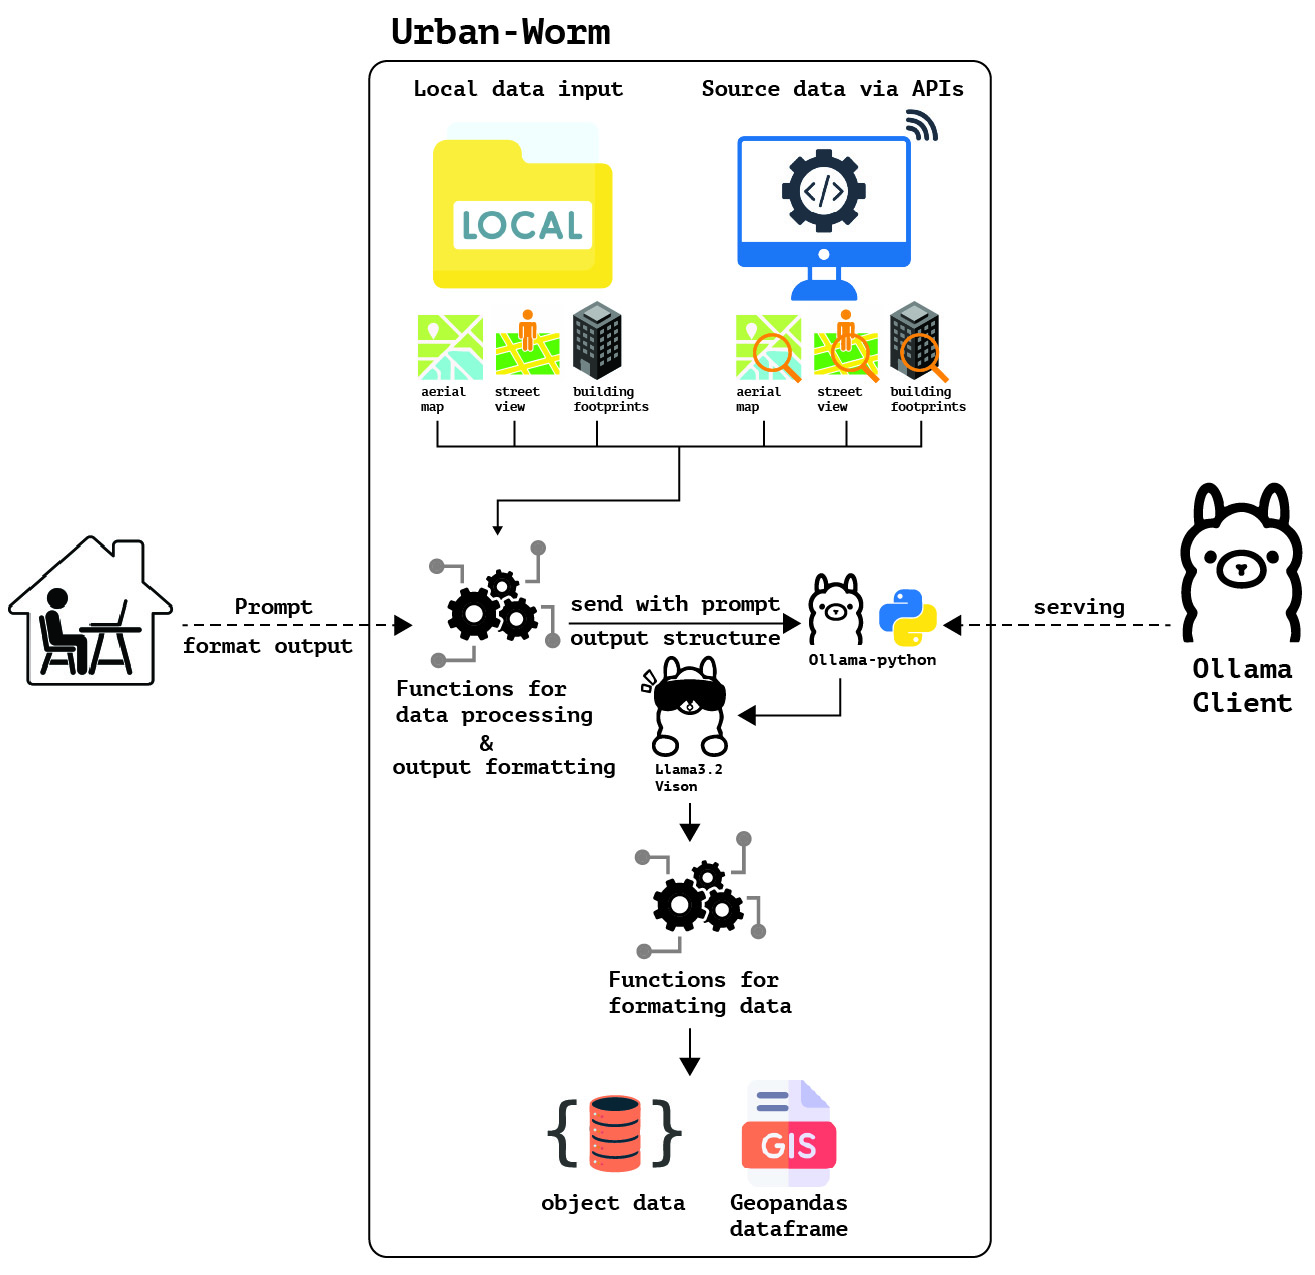 Urban-Worm
Local data input
Source data via APIs
LOCAL
</>
aerial
map
street
view
building
footprints
aerial
map
street
view
building
footprints
Prompt
format output
send with prompt
output structure
Ollama-python
serving
Ollama
Client
Functions for
data processing
&
output formatting
Llama3.2
Vison
Functions for
formating data
{ }
GIS
object data
Geopandas
dataframe